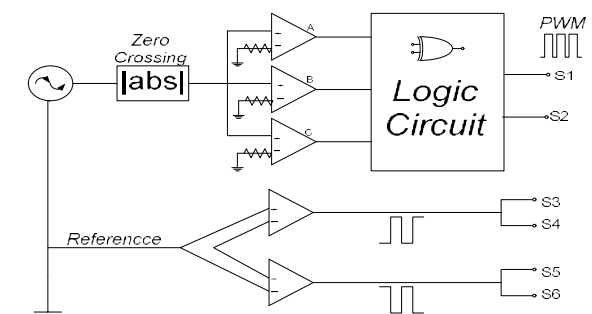 PWM
Zero
Crossing
|abs|
A
B
C
Logic
Circuit
S1
S2
Referencce
S3
S4
S5
S6